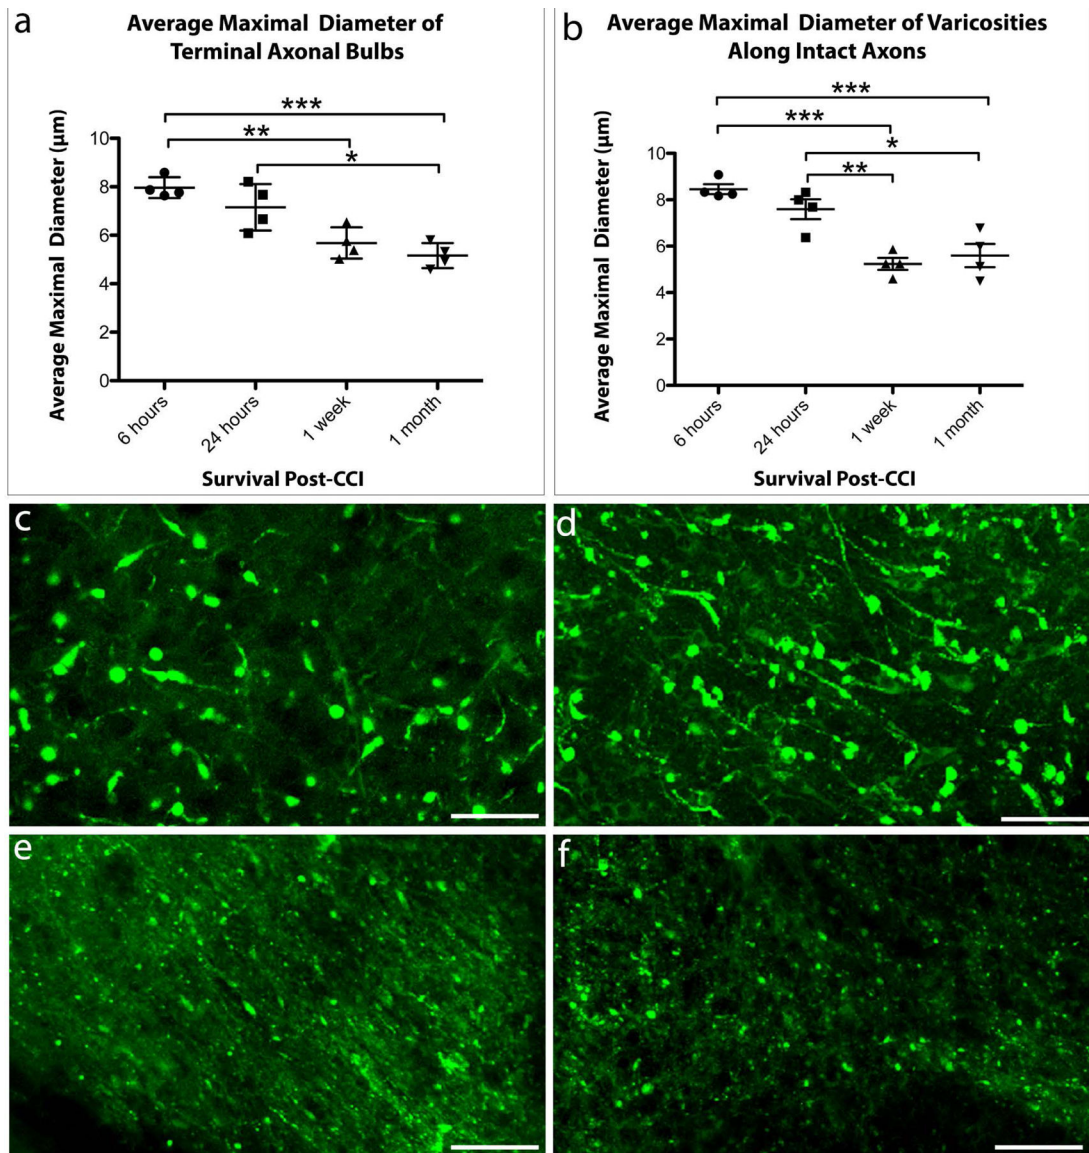 a
Average Maximal Diameter of
Terminal Axonal Bulbs
***
**
*
Average Maximal Diameter (µm)
10
8
6
4
2
0
6 hours
24 hours
1 week
1 month
Survival Post-CCI
b
Average Maximal Diameter of Varicosities
Along Intact Axons
***
***
*
**
Average Maximal Diameter (µm)
10
8
6
4
2
0
6 hours
24 hours
1 week
1 month
Survival Post-CCI
c
d
e
f